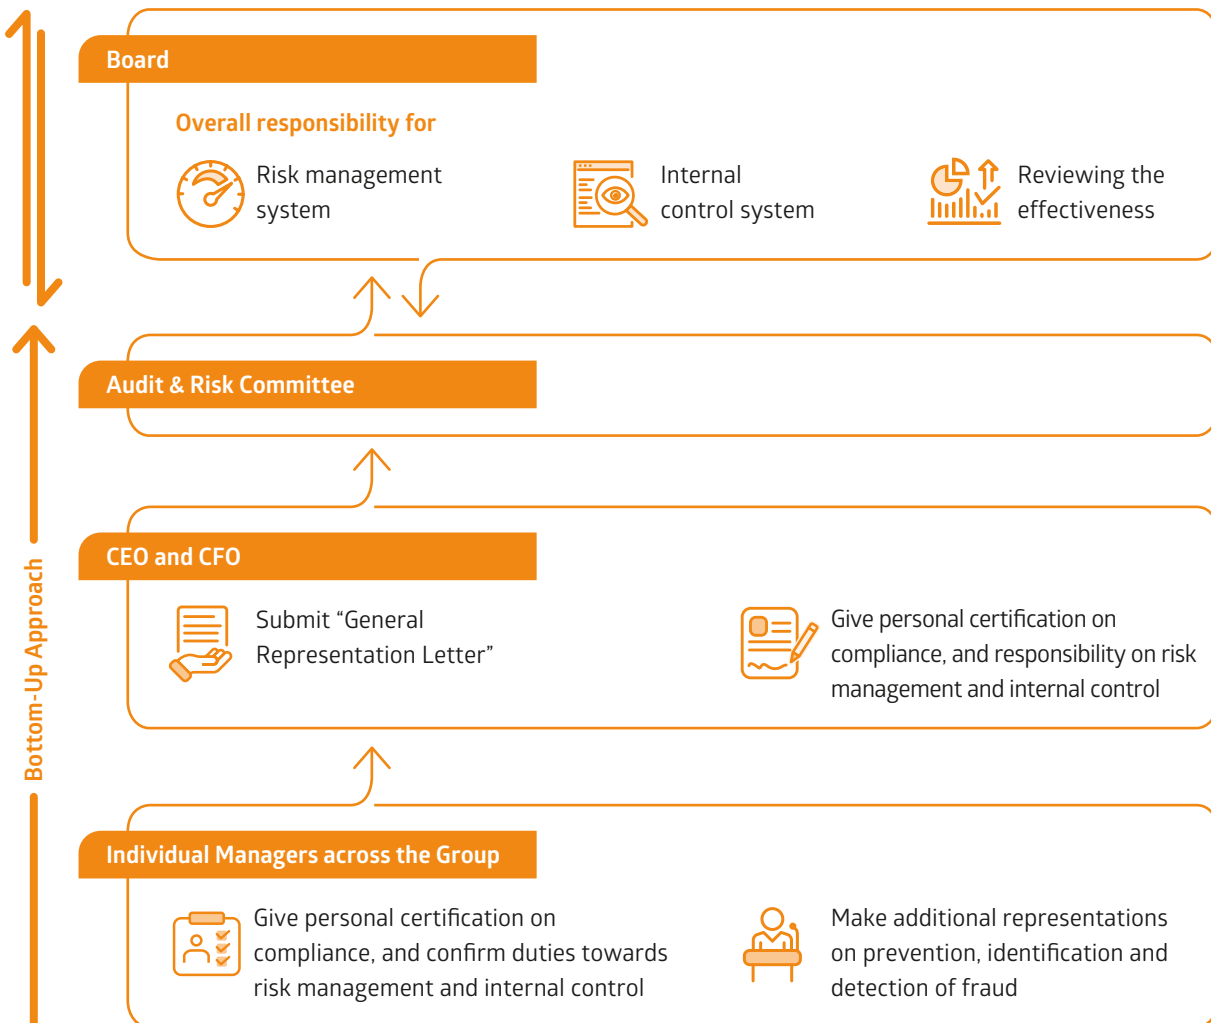 Board
Overall responsibility for
Risk management
system
Internal
control system
Reviewing the
effectiveness
Audit & Risk Committee
CEO and CFO
Submit “General
Representation Letter”
Give personal certification on
compliance, and responsibility on risk
management and internal control
Bottom-Up Approach
Individual Managers across the Group
Give personal certification on
compliance, and confirm duties towards
risk management and internal control
Make additional representations
on prevention, identification and
detection of fraud